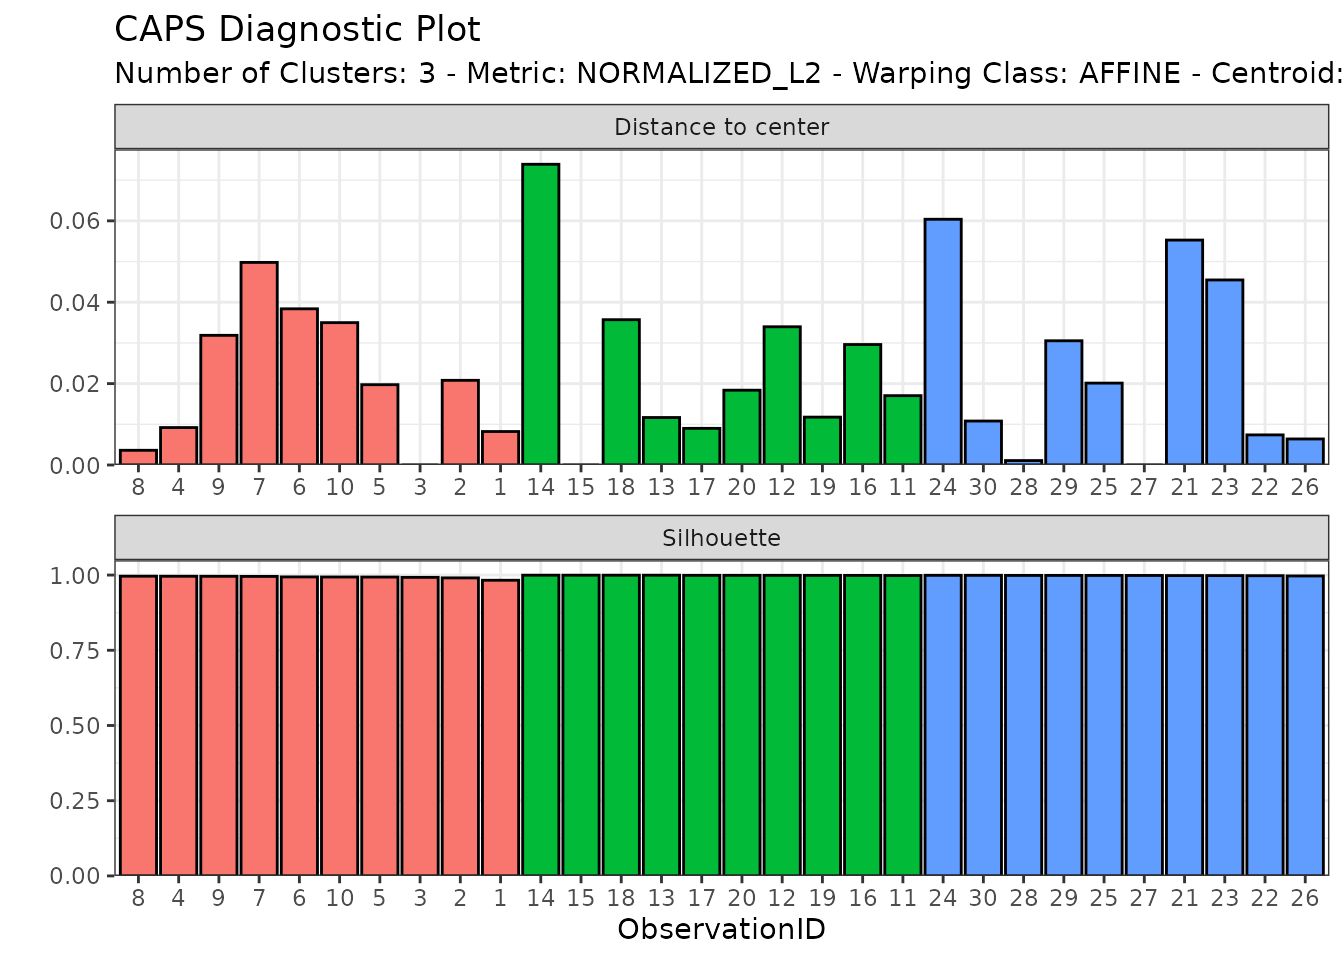 CAPS Diagnostic Plot
Number of Clusters: 3 - Metric: NORMALIZED_L2 - Warping Class: AFFINE - Centroid:
Distance to center
0.06
0.04
0.02
0.00
8 4 9 7 6 10 5 3 2 1 14 15 18 13 17 20 12 19 16 11 24 30 28 29 25 27 21 23 22 26
Silhouette
1.00
0.75
0.50
0.25
0.00
8 4 9 7 6 10 5 3 2 1 14 15 18 13 17 20 12 19 16 11 24 30 28 29 25 27 21 23 22 26
ObservationID